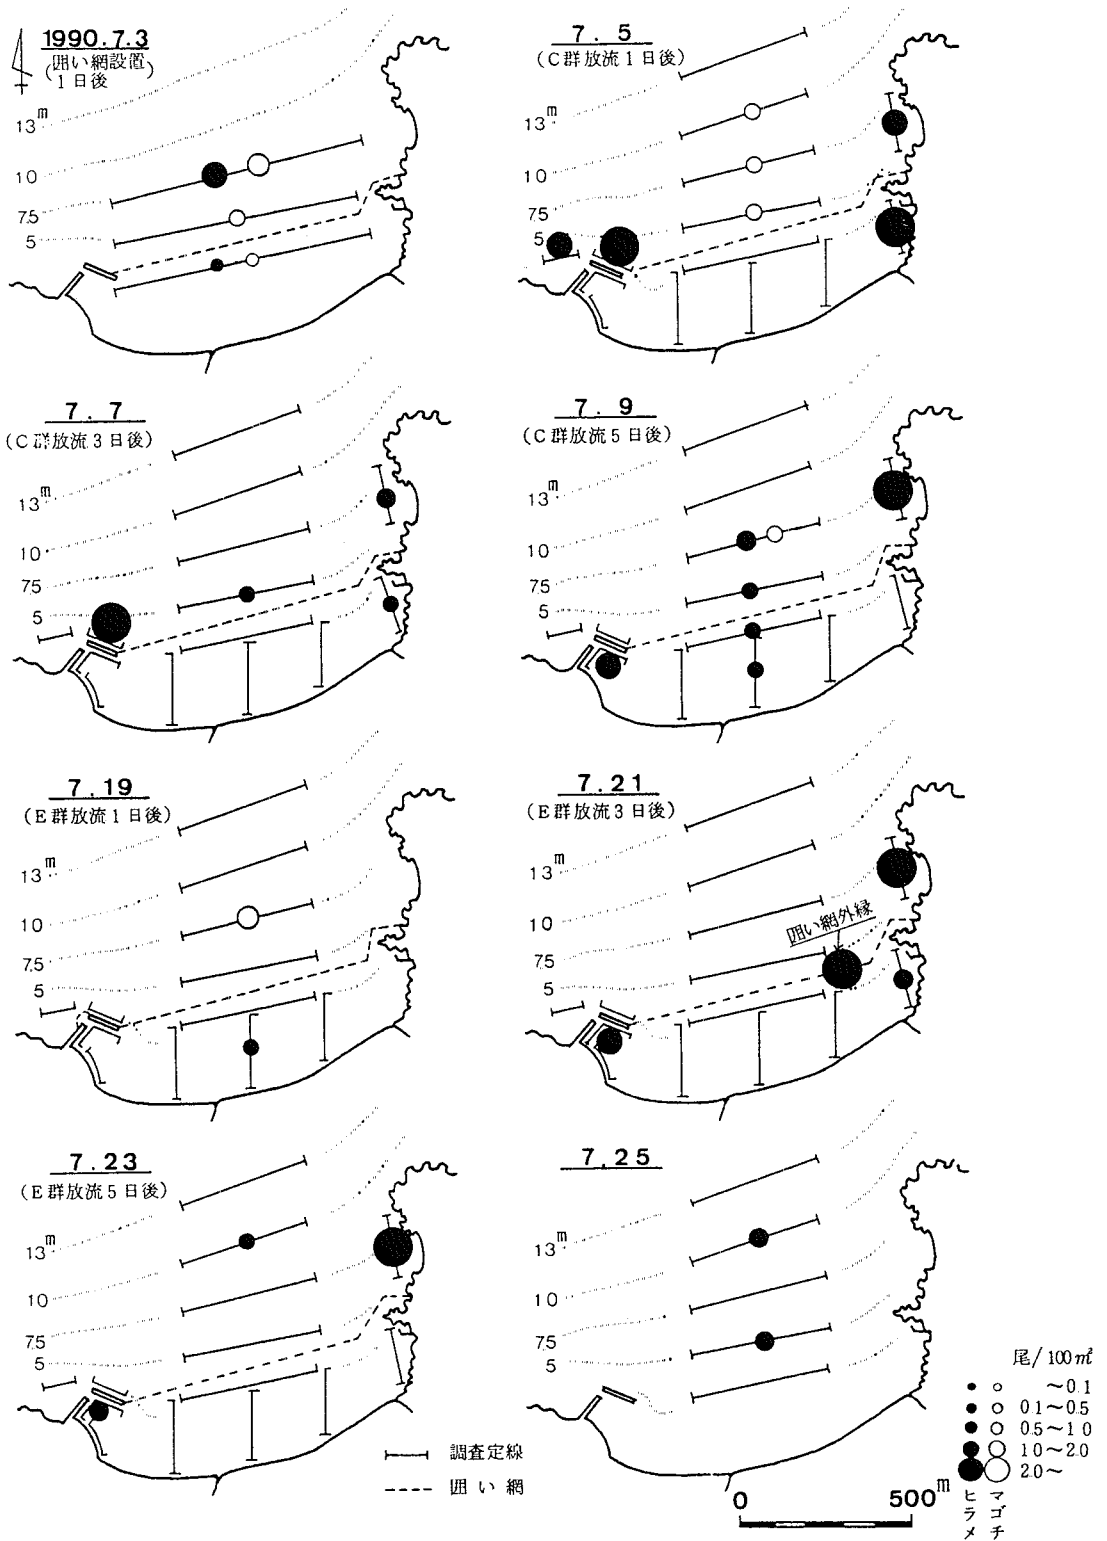 1990.7.3
(囲い網設置
1日後)
13m
10
7.5
5
7.5
(C群放流1日後)
13m
10
7.5
5
7.7
(C群放流3日後)
13m
10
7.5
5
7.9
(C群放流5日後)
13m
10
7.5
5
7.19
(E群放流1日後)
13m
10
7.5
5
7.21
(E群放流3日後)
13m
10
7.5
5
囲い網外縁
7.23
(E群放流5日後)
13m
10
7.5
5
7.25
13m
10
7.5
5
調査定線
囲い網
尾/100㎡
~0.1
0.1~0.5
0.5~1.0
1.0~2.0
2.0~
ヒラメ
マゴチ
0 500m